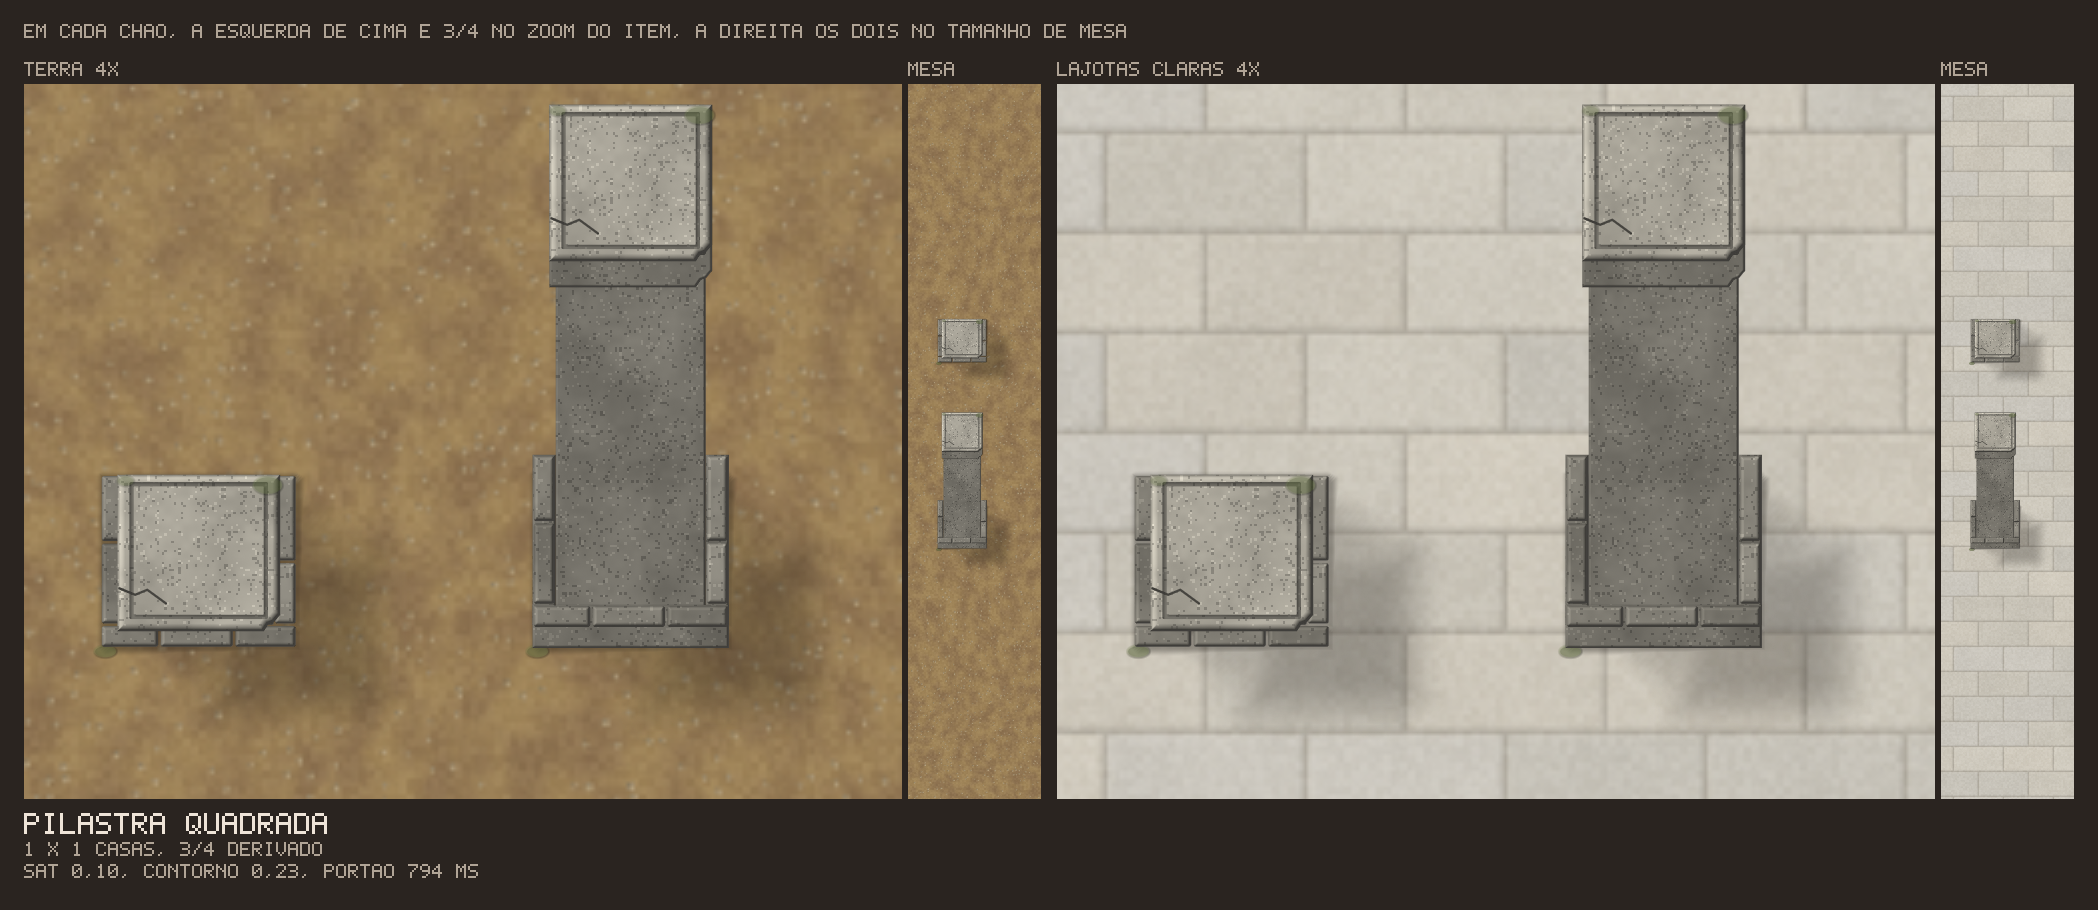 EM CADA CHAO, A ESQUERDA DE CIMA E 3/4 NO ZOOM DO ITEM, A DIREITA OS DOIS NO TAMANHO DE MESA
TERRA 4X
MESA
LAJOTAS CLARAS 4X
MESA
PILASTRA QUADRADA
1 X 1 CASAS, 3/4 DERIVADO
SAT 0,10, CONTORNO 0,23, PORTAO 794 MS